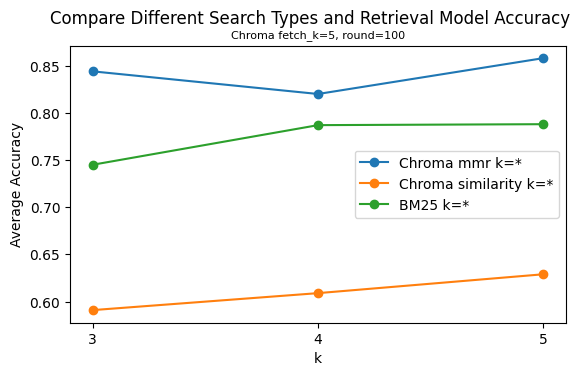 Compare Different Search Types and Retrieval Model Accuracy
Chroma fetch_k=5, round=100
Average Accuracy
0.85
0.80
0.75
0.70
0.65
0.60
Chroma mmr k=*
Chroma similarity k=*
BM25 k=*
3
4
5
k